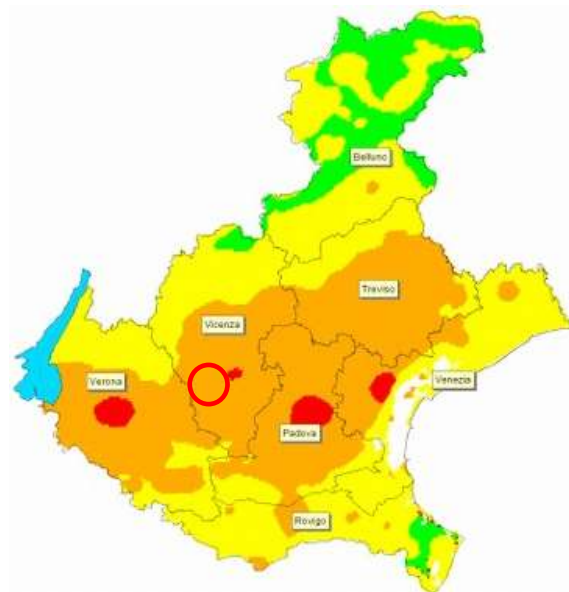 Belluno
Treviso
Vicenza
Verona
Venezia
Padova
Rovigo